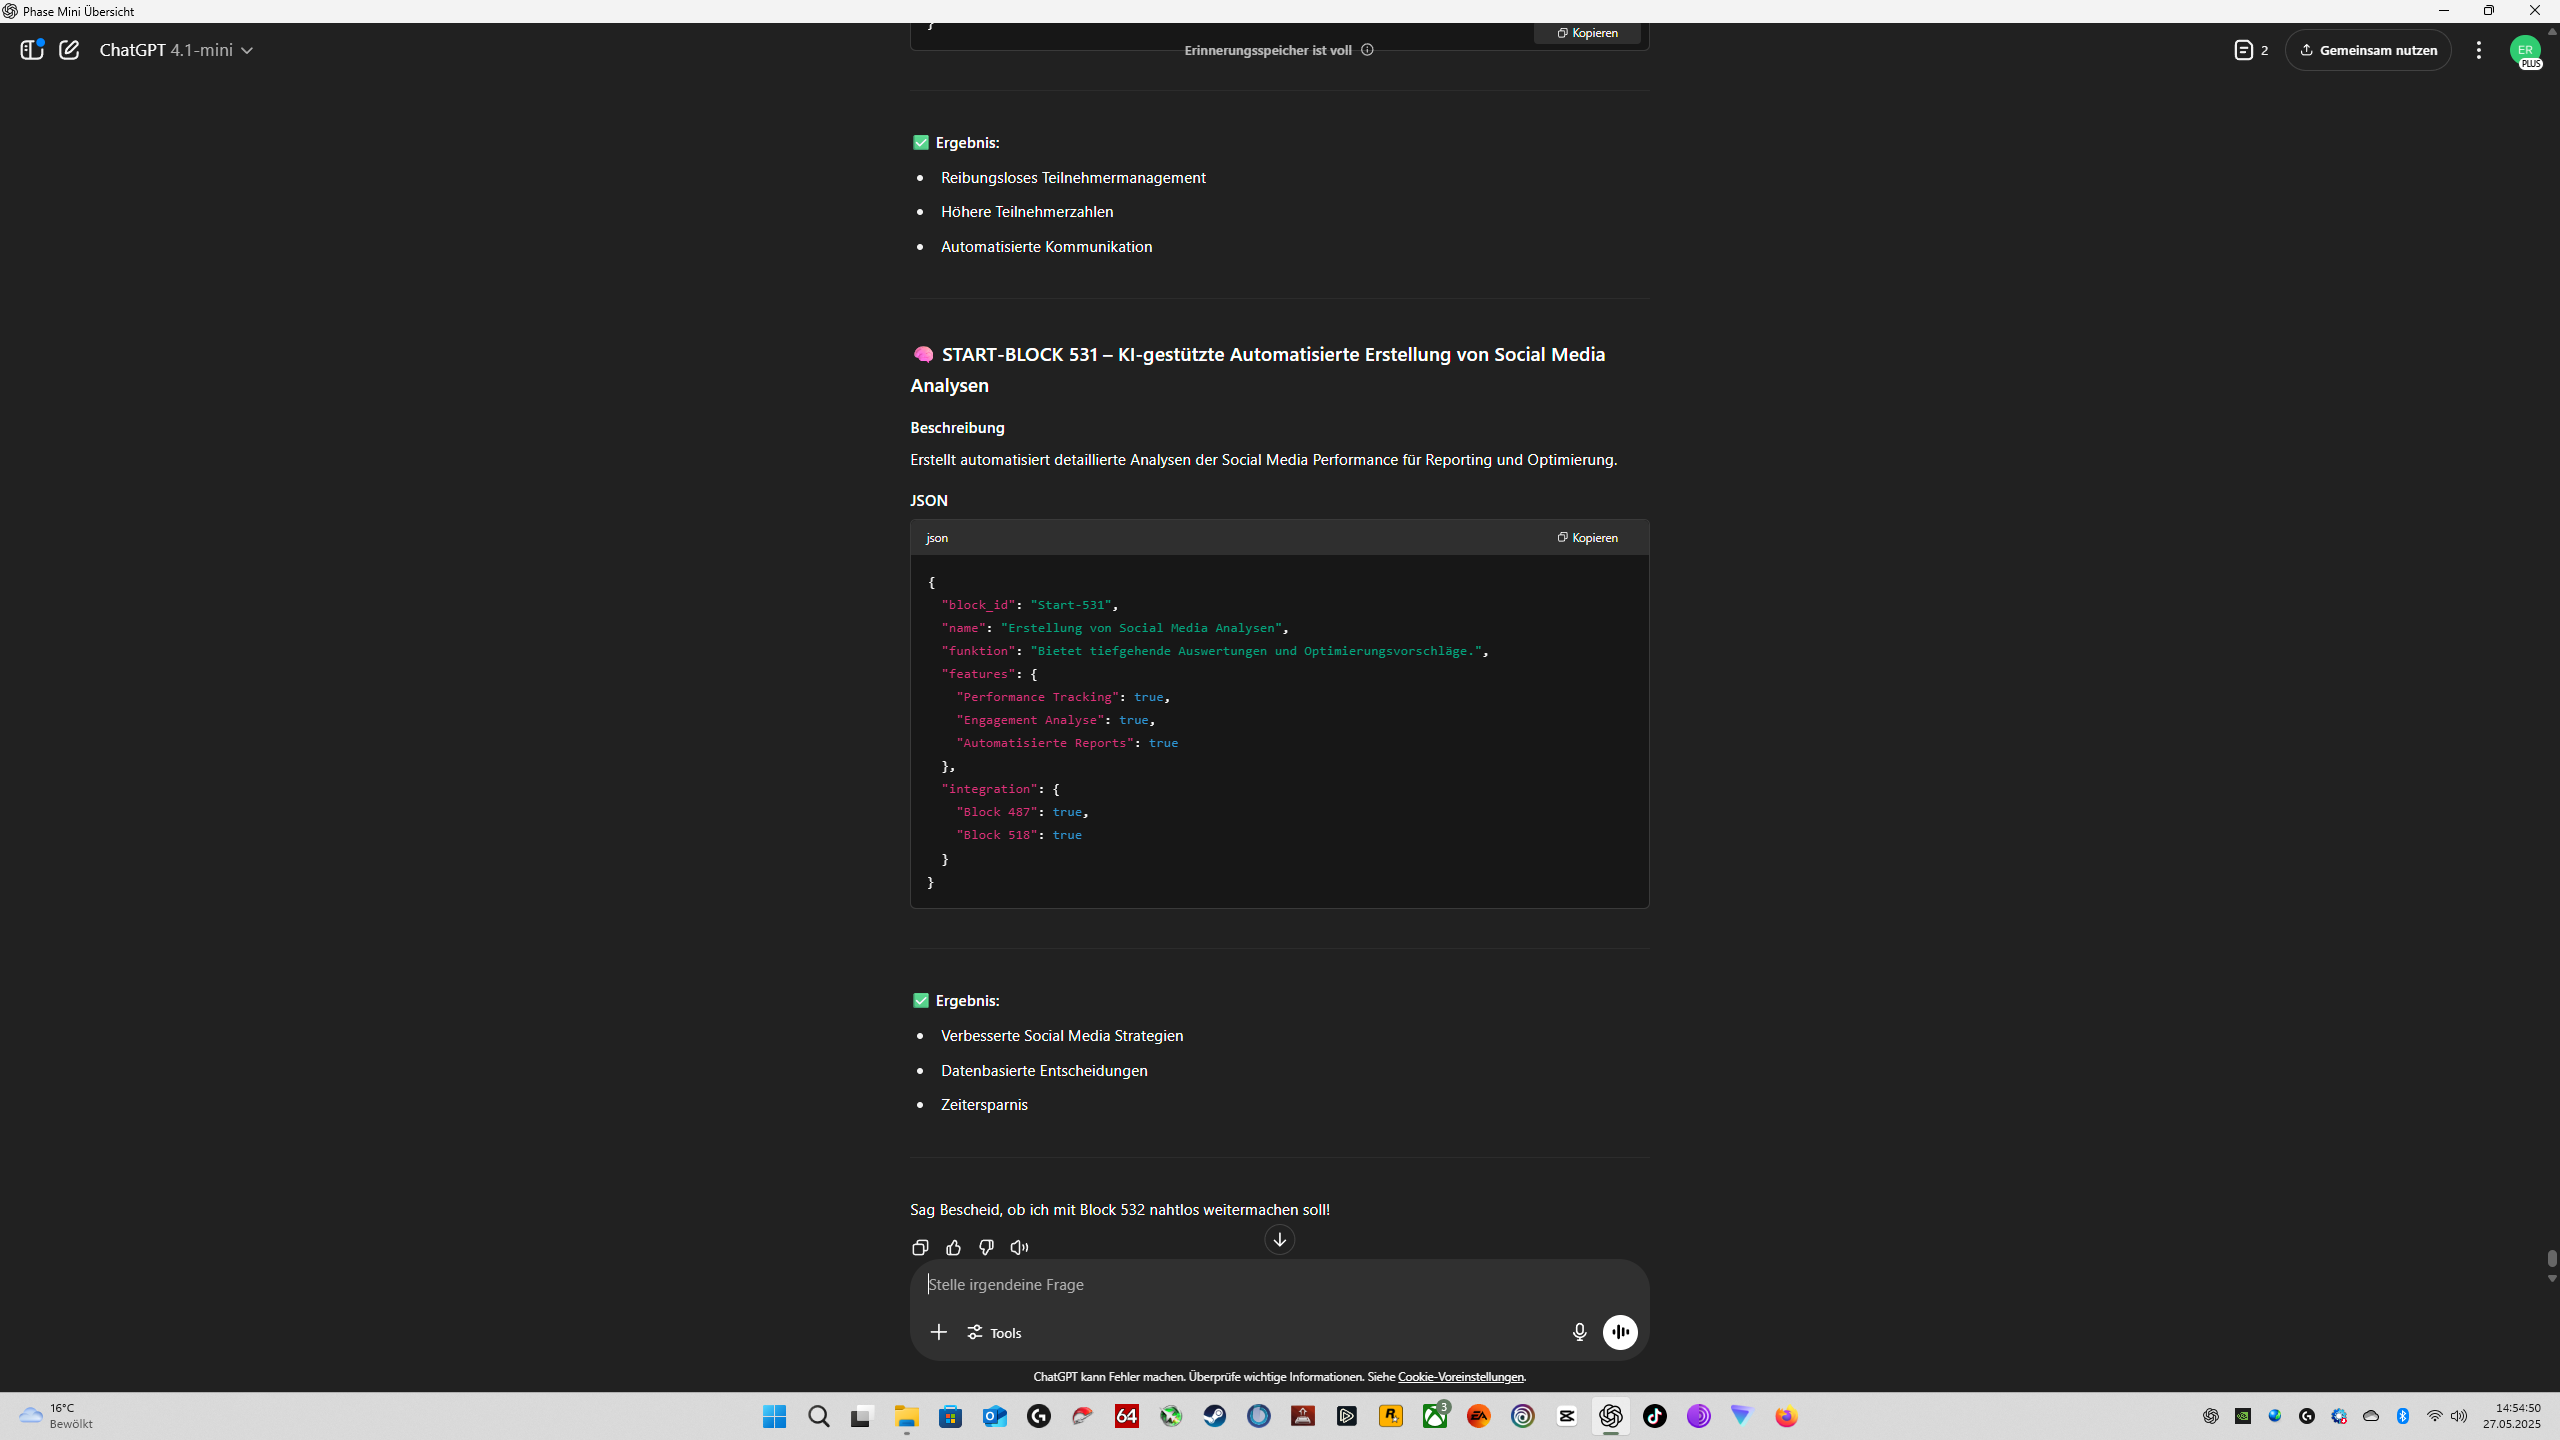 Phase Mini Übersicht
}
Kopieren
ChatGPT 4.1-mini
Erinnerungsspeicher ist voll
2
Gemeinsam nutzen
ER
PLUS
✅ Ergebnis:
• Reibungsloses Teilnehmermanagement
• Höhere Teilnehmerzahlen
• Automatisierte Kommunikation
🧠 START-BLOCK 531 – KI-gestützte Automatisierte Erstellung von Social Media
Analysen
Beschreibung
Erstellt automatisiert detaillierte Analysen der Social Media Performance für Reporting und Optimierung.
JSON
json
Kopieren
{
"block_id": "Start-531",
"name": "Erstellung von Social Media Analysen",
"funktion": "Bietet tiefgehende Auswertungen und Optimierungsvorschläge.",
"features": {
"Performance Tracking": true,
"Engagement Analyse": true,
"Automatisierte Reports": true
},
"integration": {
"Block 487": true,
"Block 518": true
}
}
✅ Ergebnis:
• Verbesserte Social Media Strategien
• Datenbasierte Entscheidungen
• Zeitersparnis
Sag Bescheid, ob ich mit Block 532 nahtlos weitermachen soll!
Stelle irgendeine Frage
Tools
ChatGPT kann Fehler machen. Überprüfe wichtige Informationen. Siehe Cookie-Voreinstellungen.
16°C
Bewölkt
64
3
EA
14:54:50
27.05.2025